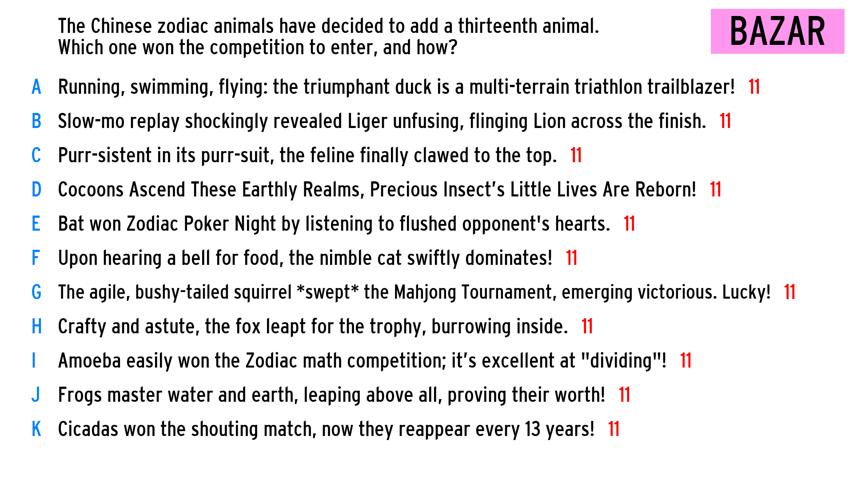 The Chinese zodiac animals have decided to add a thirteenth animal.
Which one won the competition to enter, and how?
BAZAR
A Running, swimming, flying: the triumphant duck is a multi-terrain triathlon trailblazer! 11
B Slow-mo replay shockingly revealed Liger unfusing, flinging Lion across the finish. 11
C Purr-sistent in its purr-suit, the feline finally clawed to the top. 11
D Cocoons Ascend These Earthly Realms, Precious Insect's Little Lives Are Reborn! 11
E Bat won Zodiac Poker Night by listening to flushed opponent's hearts. 11
F Upon hearing a bell for food, the nimble cat swiftly dominates! 11
G The agile, bushy-tailed squirrel *swept* the Mahjong Tournament, emerging victorious. Lucky! 11
H Crafty and astute, the fox leapt for the trophy, burrowing inside. 11
I Amoeba easily won the Zodiac math competition; it's excellent at "dividing"! 11
J Frogs master water and earth, leaping above all, proving their worth! 11
K Cicadas won the shouting match, now they reappear every 13 years! 11